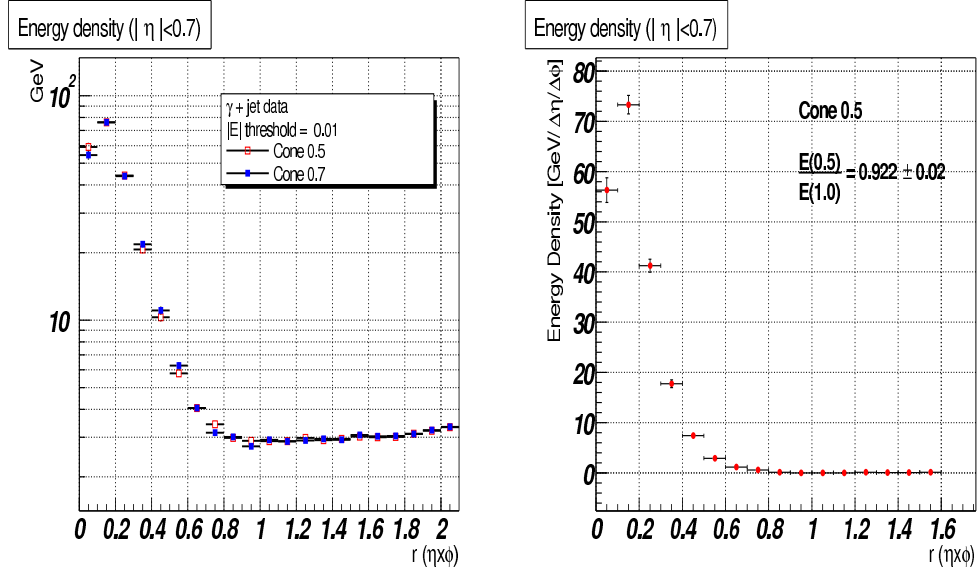 Energy density (| η |<0.7)
GeV
10²
10
γ + jet data
|E| threshold = 0.01
Cone 0.5
Cone 0.7
0 0.2 0.4 0.6 0.8 1 1.2 1.4 1.6 1.8 2
r (ηxϕ)
Energy density (| η |<0.7)
Energy Density [GeV/ Δη/ Δϕ]
80
70
60
50
40
30
20
10
0
Cone 0.5
E(0.5)
E(1.0)
= 0.922 ± 0.02
0 0.2 0.4 0.6 0.8 1 1.2 1.4 1.6
r (ηxϕ)